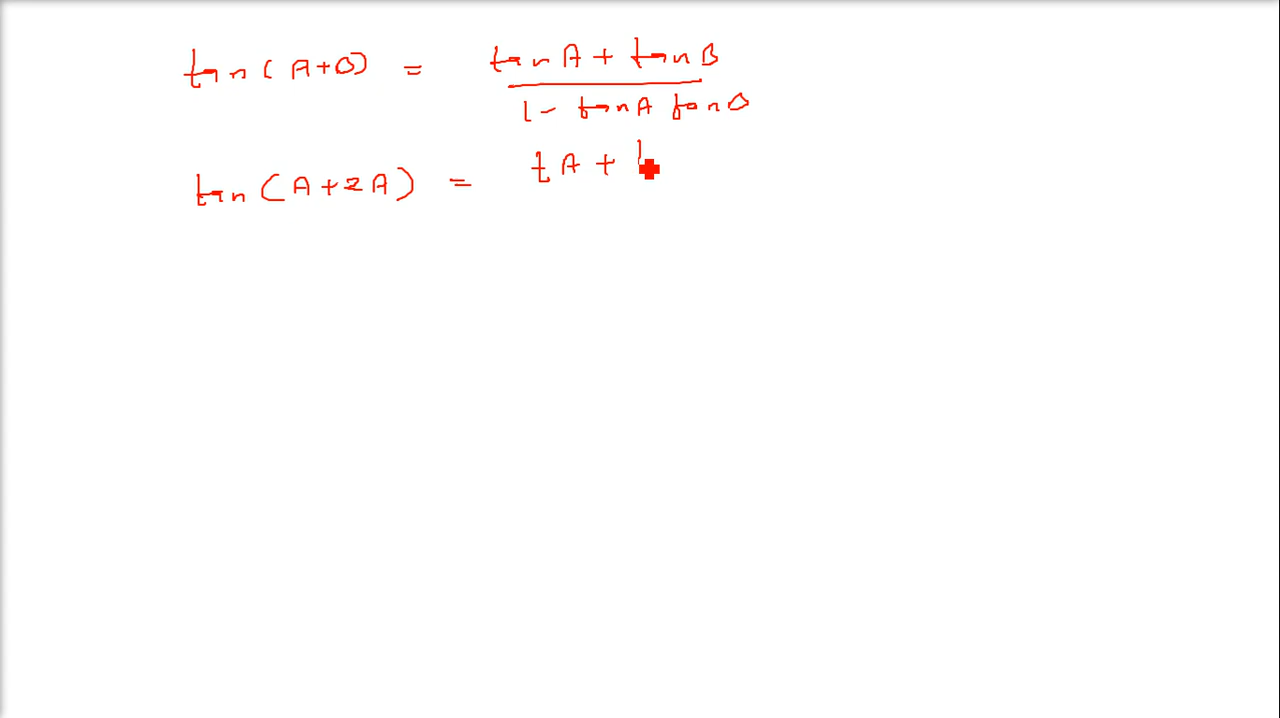 tan(A+B) = tanA + tanB
1 - tanA tanB
tan(A+2A) = tA + t